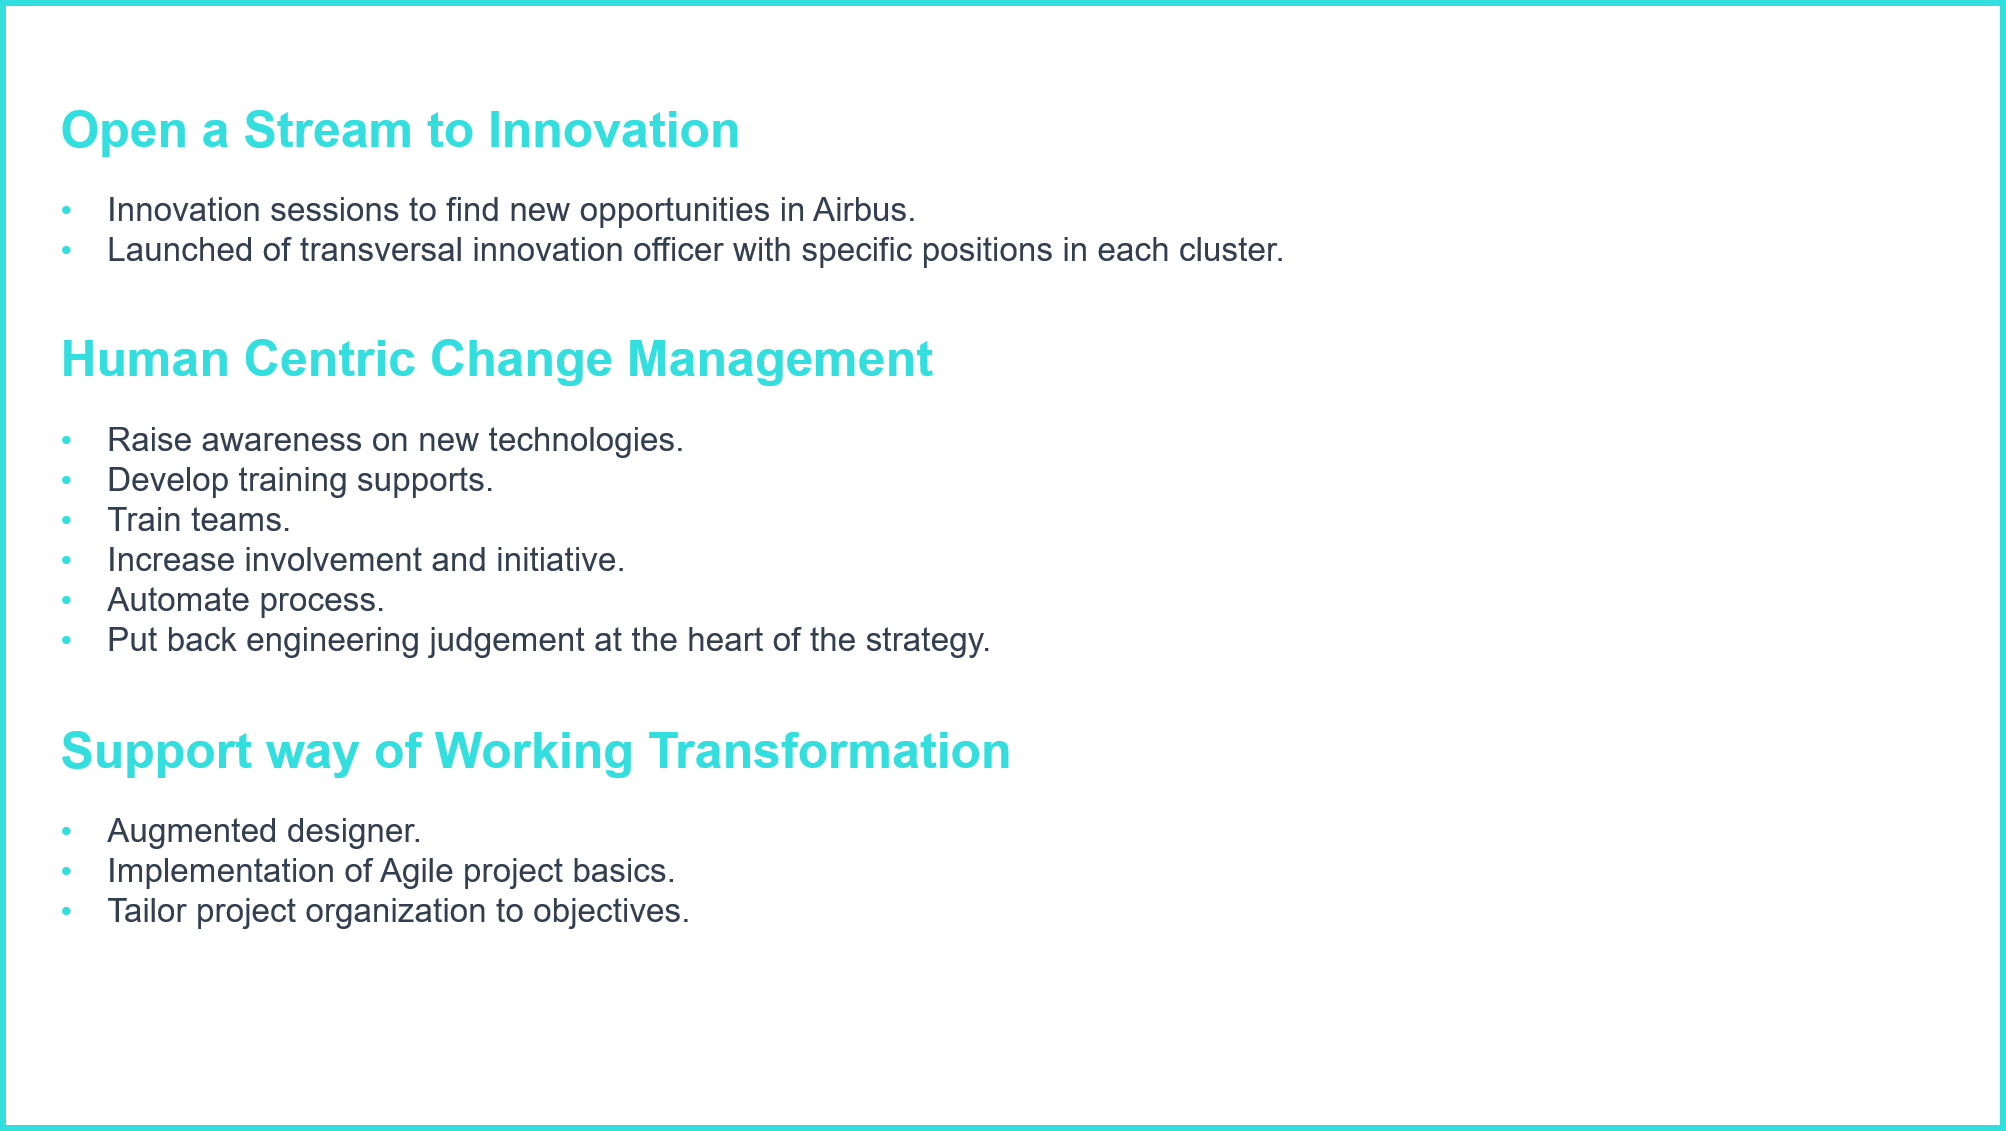 Open a Stream to Innovation
• Innovation sessions to find new opportunities in Airbus.
• Launched of transversal innovation officer with specific positions in each cluster.
Human Centric Change Management
• Raise awareness on new technologies.
• Develop training supports.
• Train teams.
• Increase involvement and initiative.
• Automate process.
• Put back engineering judgement at the heart of the strategy.
Support way of Working Transformation
• Augmented designer.
• Implementation of Agile project basics.
• Tailor project organization to objectives.